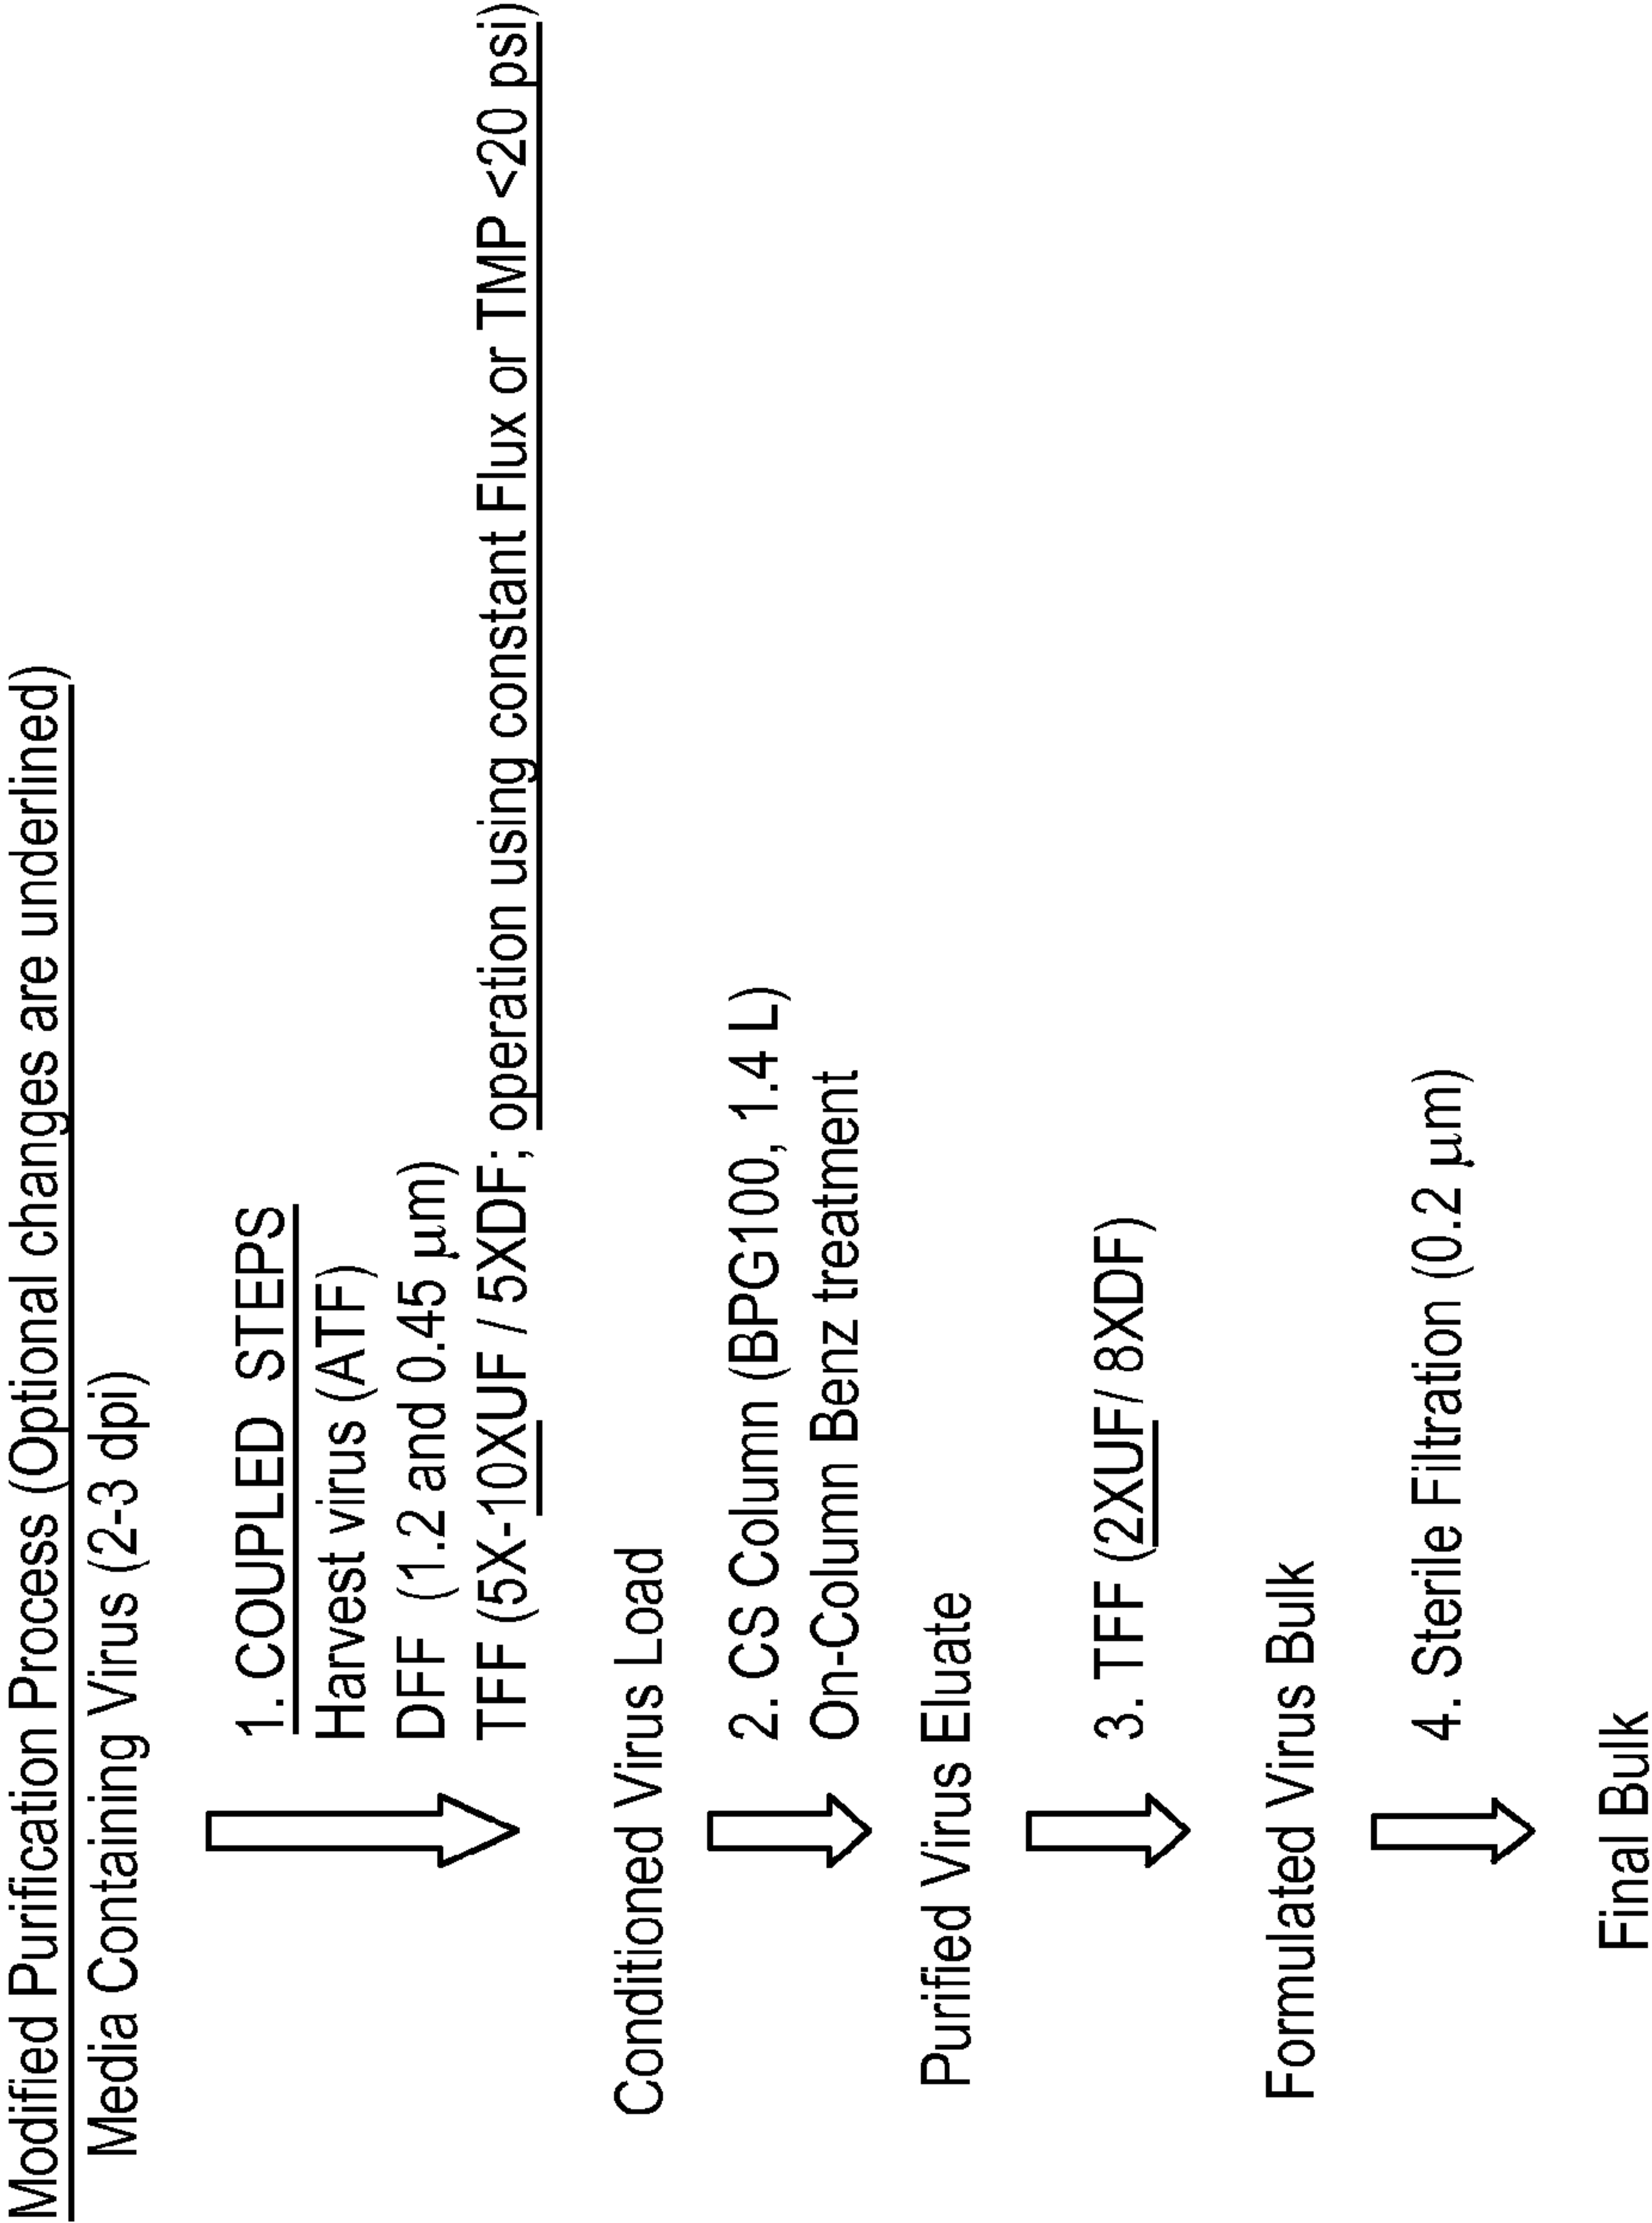 Modified Purification Process (Optional changes are underlined)
Media Containing Virus (2-3 dpi)
1. COUPLED STEPS
Harvest virus (ATF)
DFF (1.2 and 0.45 μm)
TFF (5X-10XUF / 5XDF; operation using constant Flux or TMP <20 psi)
Conditioned Virus Load
2. CS Column (BPG100, 1.4 L)
On-Column Benz treatment
Purified Virus Eluate
3. TFF (2XUF/ 8XDF)
Formulated Virus Bulk
4. Sterile Filtration (0.2 μm)
Final Bulk